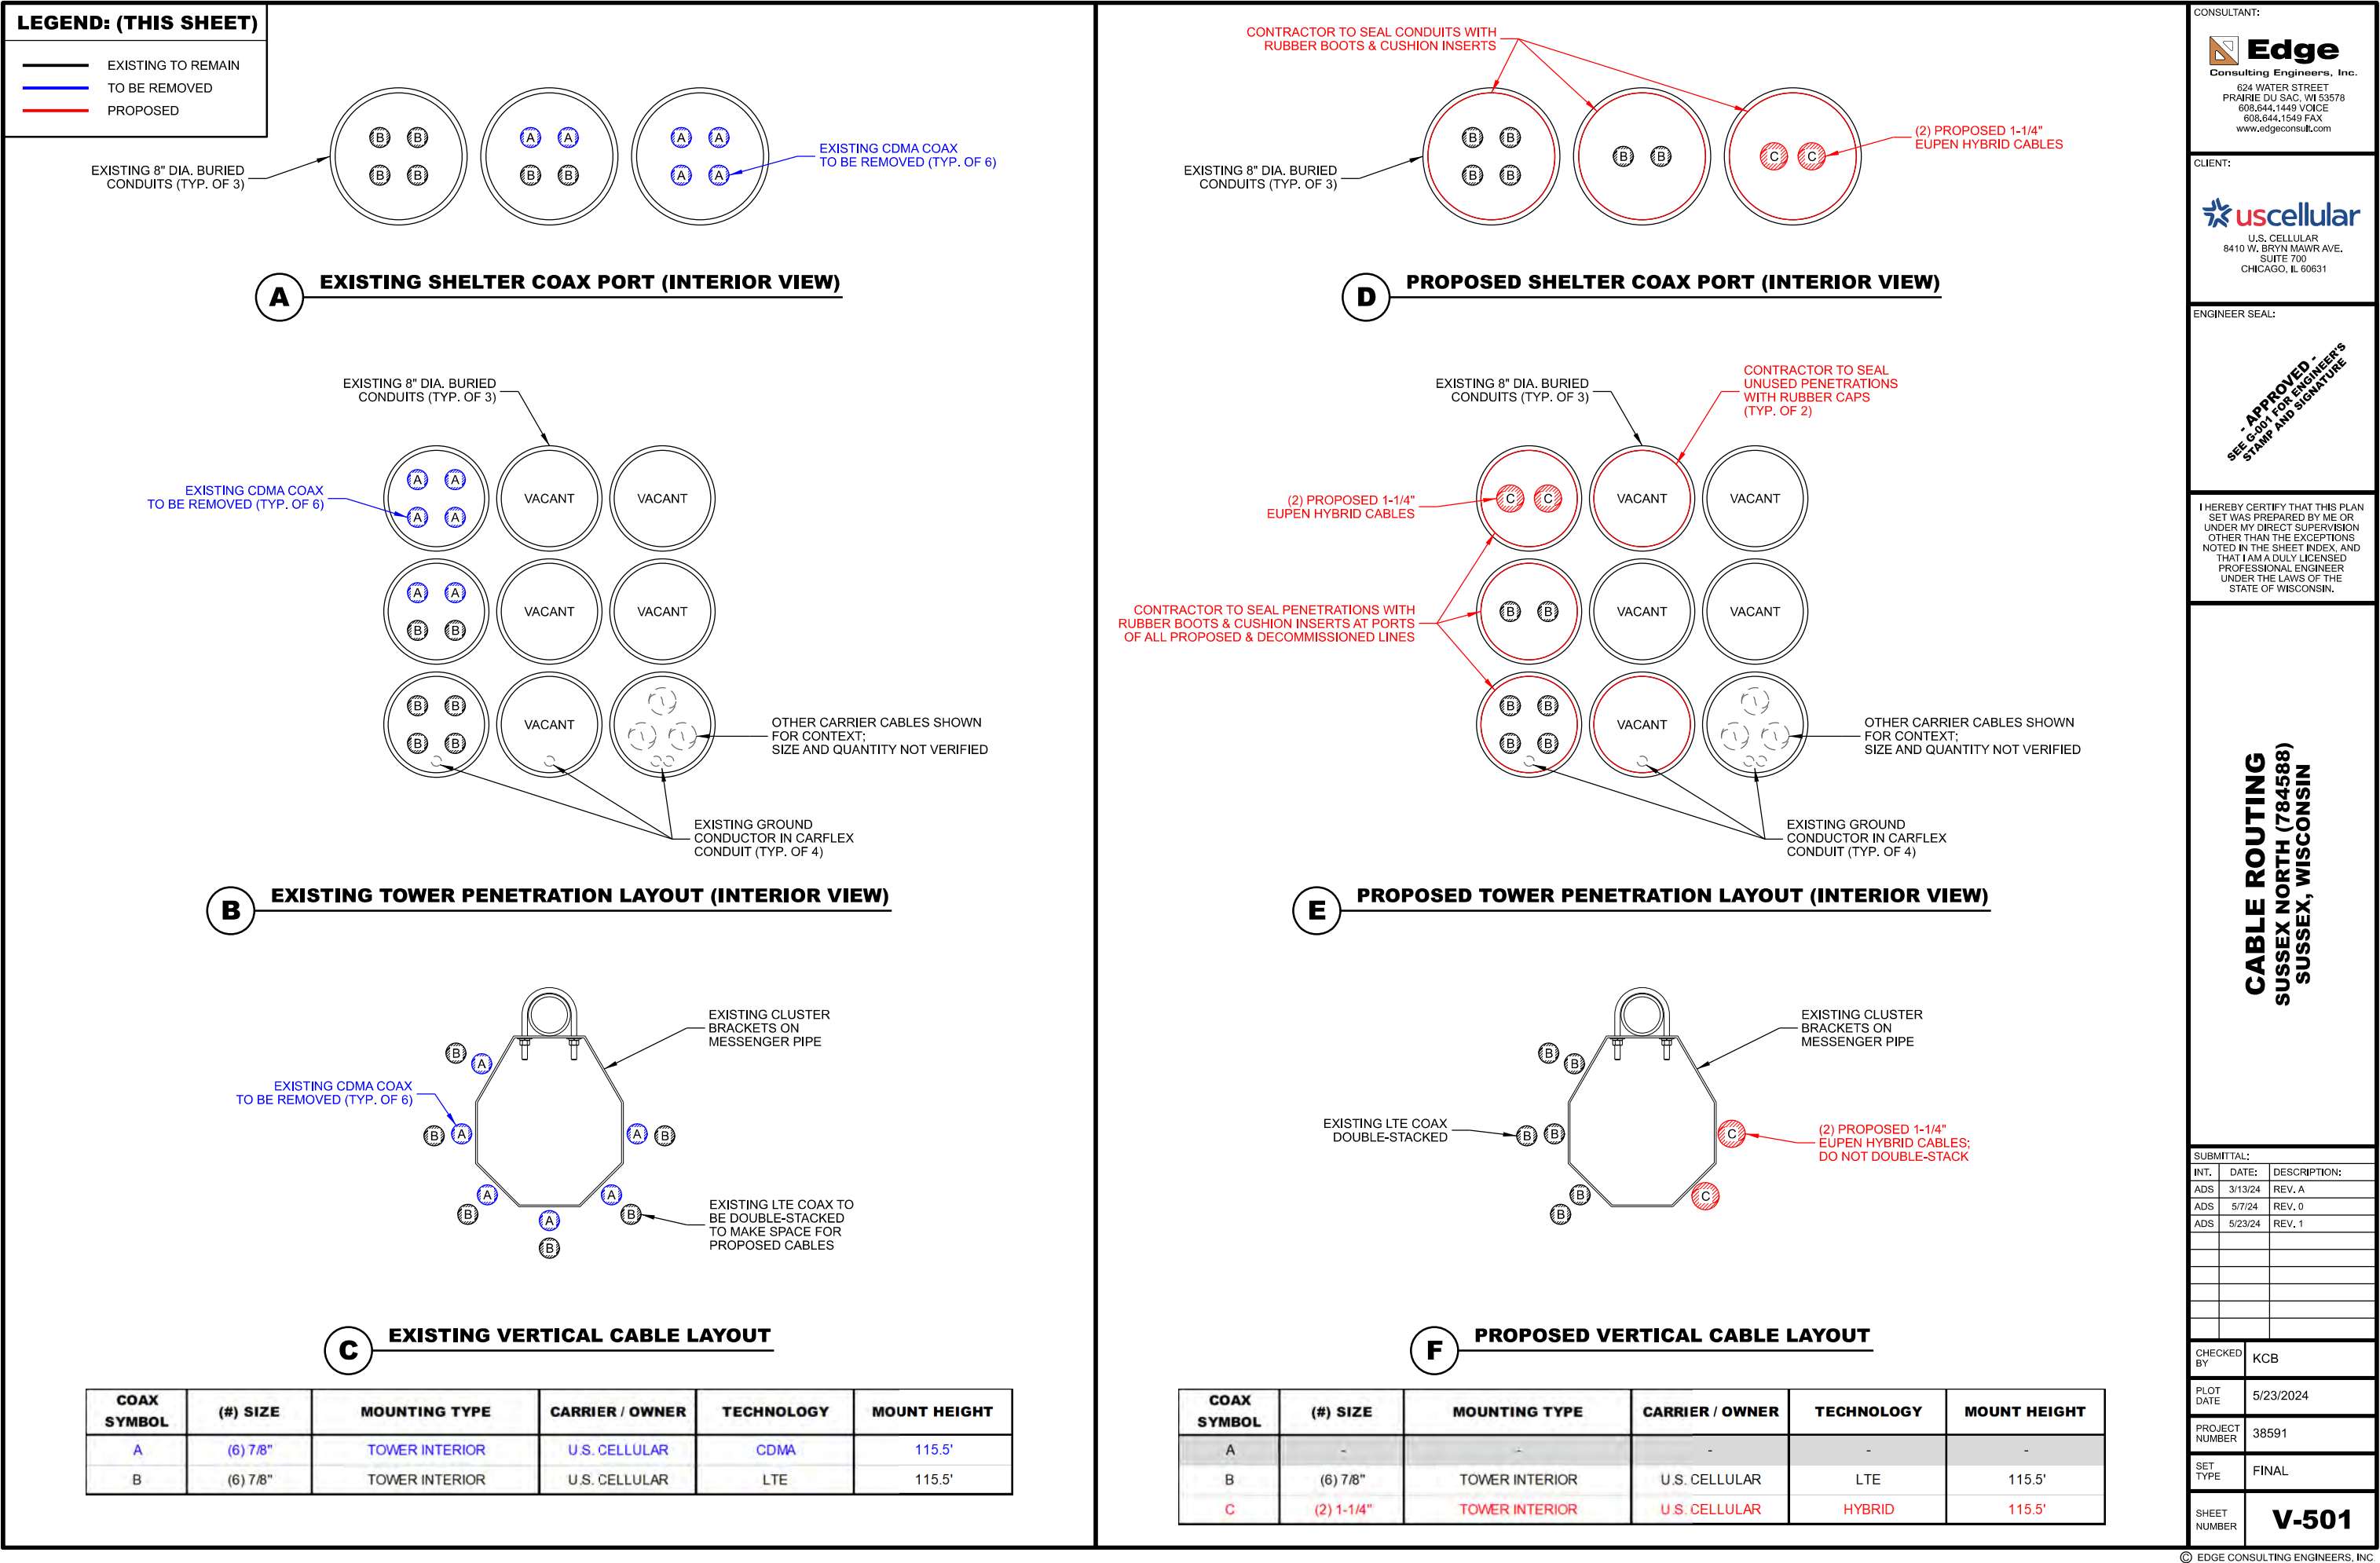 LEGEND: (THIS SHEET)
EXISTING TO REMAIN
TO BE REMOVED
PROPOSED
EXISTING 8" DIA. BURIED
CONDUITS (TYP. OF 3)
B B
B B
A A
B B
A A
A A
EXISTING CDMA COAX
TO BE REMOVED (TYP. OF 6)
A EXISTING SHELTER COAX PORT (INTERIOR VIEW)
EXISTING 8" DIA. BURIED
CONDUITS (TYP. OF 3)
EXISTING CDMA COAX
TO BE REMOVED (TYP. OF 6)
A A
A A
VACANT
VACANT
A A
B B
VACANT
VACANT
B B
B B
VACANT
OTHER CARRIER CABLES SHOWN
FOR CONTEXT;
SIZE AND QUANTITY NOT VERIFIED
EXISTING GROUND
CONDUCTOR IN CARFLEX
CONDUIT (TYP. OF 4)
B EXISTING TOWER PENETRATION LAYOUT (INTERIOR VIEW)
EXISTING CLUSTER
BRACKETS ON
MESSENGER PIPE
B A
EXISTING CDMA COAX
TO BE REMOVED (TYP. OF 6)
B A
A B
A
A
B
A
B
B
EXISTING LTE COAX TO
BE DOUBLE-STACKED
TO MAKE SPACE FOR
PROPOSED CABLES
C EXISTING VERTICAL CABLE LAYOUT
COAX SYMBOL (#) SIZE MOUNTING TYPE CARRIER / OWNER TECHNOLOGY MOUNT HEIGHT
A (6) 7/8" TOWER INTERIOR U.S. CELLULAR CDMA 115.5'
B (6) 7/8" TOWER INTERIOR U.S. CELLULAR LTE 115.5'
CONTRACTOR TO SEAL CONDUITS WITH
RUBBER BOOTS & CUSHION INSERTS
EXISTING 8" DIA. BURIED
CONDUITS (TYP. OF 3)
B B
B B
B B
C C
(2) PROPOSED 1-1/4"
EUPEN HYBRID CABLES
D PROPOSED SHELTER COAX PORT (INTERIOR VIEW)
EXISTING 8" DIA. BURIED
CONDUITS (TYP. OF 3)
CONTRACTOR TO SEAL
UNUSED PENETRATIONS
WITH RUBBER CAPS
(TYP. OF 2)
(2) PROPOSED 1-1/4"
EUPEN HYBRID CABLES
C C
VACANT
VACANT
CONTRACTOR TO SEAL PENETRATIONS WITH
RUBBER BOOTS & CUSHION INSERTS AT PORTS
OF ALL PROPOSED & DECOMMISSIONED LINES
B B
VACANT
VACANT
B B
B B
VACANT
OTHER CARRIER CABLES SHOWN
FOR CONTEXT;
SIZE AND QUANTITY NOT VERIFIED
EXISTING GROUND
CONDUCTOR IN CARFLEX
CONDUIT (TYP. OF 4)
E PROPOSED TOWER PENETRATION LAYOUT (INTERIOR VIEW)
EXISTING CLUSTER
BRACKETS ON
MESSENGER PIPE
B B
EXISTING LTE COAX
DOUBLE-STACKED
B B
C
(2) PROPOSED 1-1/4"
EUPEN HYBRID CABLES;
DO NOT DOUBLE-STACK
B
C
B
F PROPOSED VERTICAL CABLE LAYOUT
COAX SYMBOL (#) SIZE MOUNTING TYPE CARRIER / OWNER TECHNOLOGY MOUNT HEIGHT
A - - - - -
B (6) 7/8" TOWER INTERIOR U.S. CELLULAR LTE 115.5'
C (2) 1-1/4" TOWER INTERIOR U.S. CELLULAR HYBRID 115.5'
CONSULTANT:
Edge
Consulting Engineers, Inc.
624 WATER STREET
PRAIRIE DU SAC, WI 53578
608.644.1449 VOICE
608.644.1549 FAX
www.edgeconsult.com
CLIENT:
uscellular
U.S. CELLULAR
8410 W. BRYN MAWR AVE.
SUITE 700
CHICAGO, IL 60631
ENGINEER SEAL:
- APPROVED -
SEE G-001 FOR ENGINEER'S
STAMP AND SIGNATURE
I HEREBY CERTIFY THAT THIS PLAN
SET WAS PREPARED BY ME OR
UNDER MY DIRECT SUPERVISION
OTHER THAN THE EXCEPTIONS
NOTED IN THE SHEET INDEX, AND
THAT I AM A DULY LICENSED
PROFESSIONAL ENGINEER
UNDER THE LAWS OF THE
STATE OF WISCONSIN.
CABLE ROUTING
SUSSEX NORTH (784588)
SUSSEX, WISCONSIN
SUBMITTAL:
INT. DATE: DESCRIPTION:
ADS 3/13/24 REV. A
ADS 5/7/24 REV. 0
ADS 5/23/24 REV. 1
CHECKED BY KCB
PLOT DATE 5/23/2024
PROJECT NUMBER 38591
SET TYPE FINAL
SHEET NUMBER V-501
© EDGE CONSULTING ENGINEERS, INC